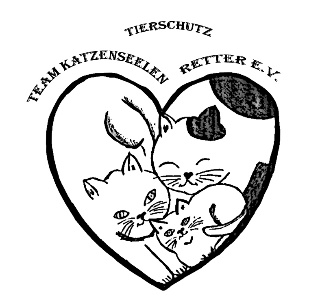 TIERSCHUTZ
TEAM KATZENSEELEN RETTER E.V.